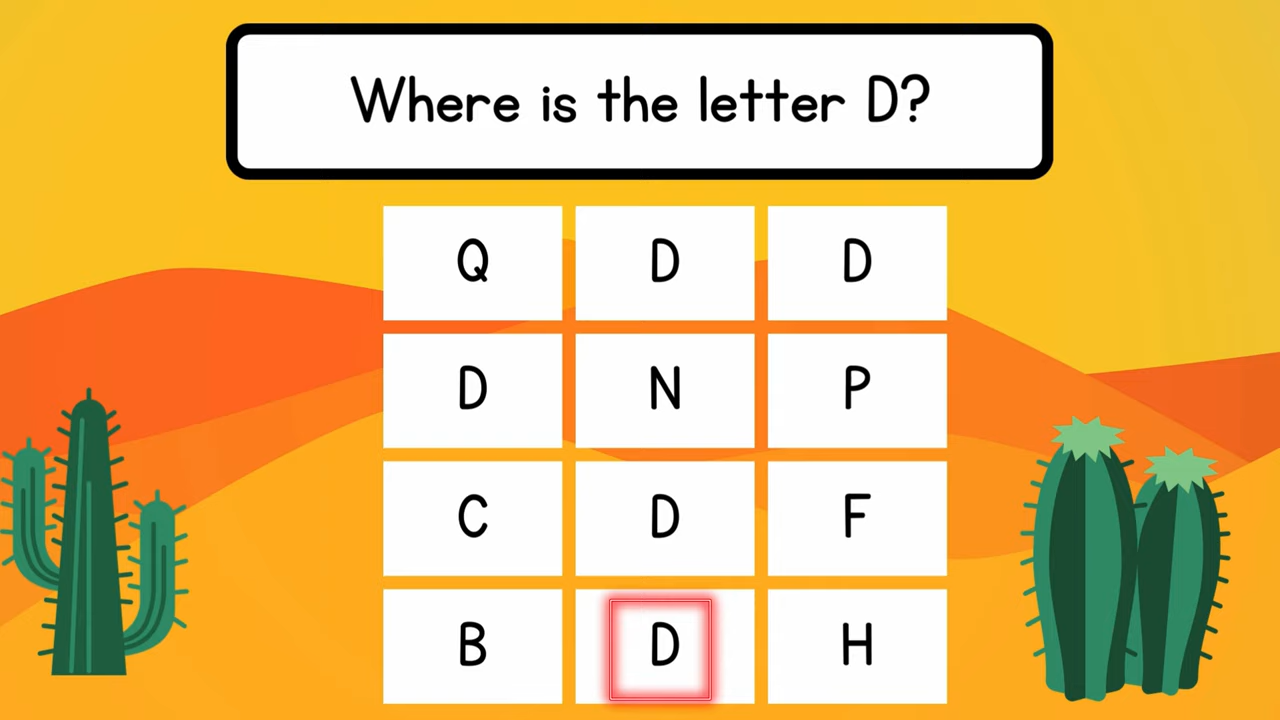 Where is the letter D?
Q D D
D N P
C D F
B D H